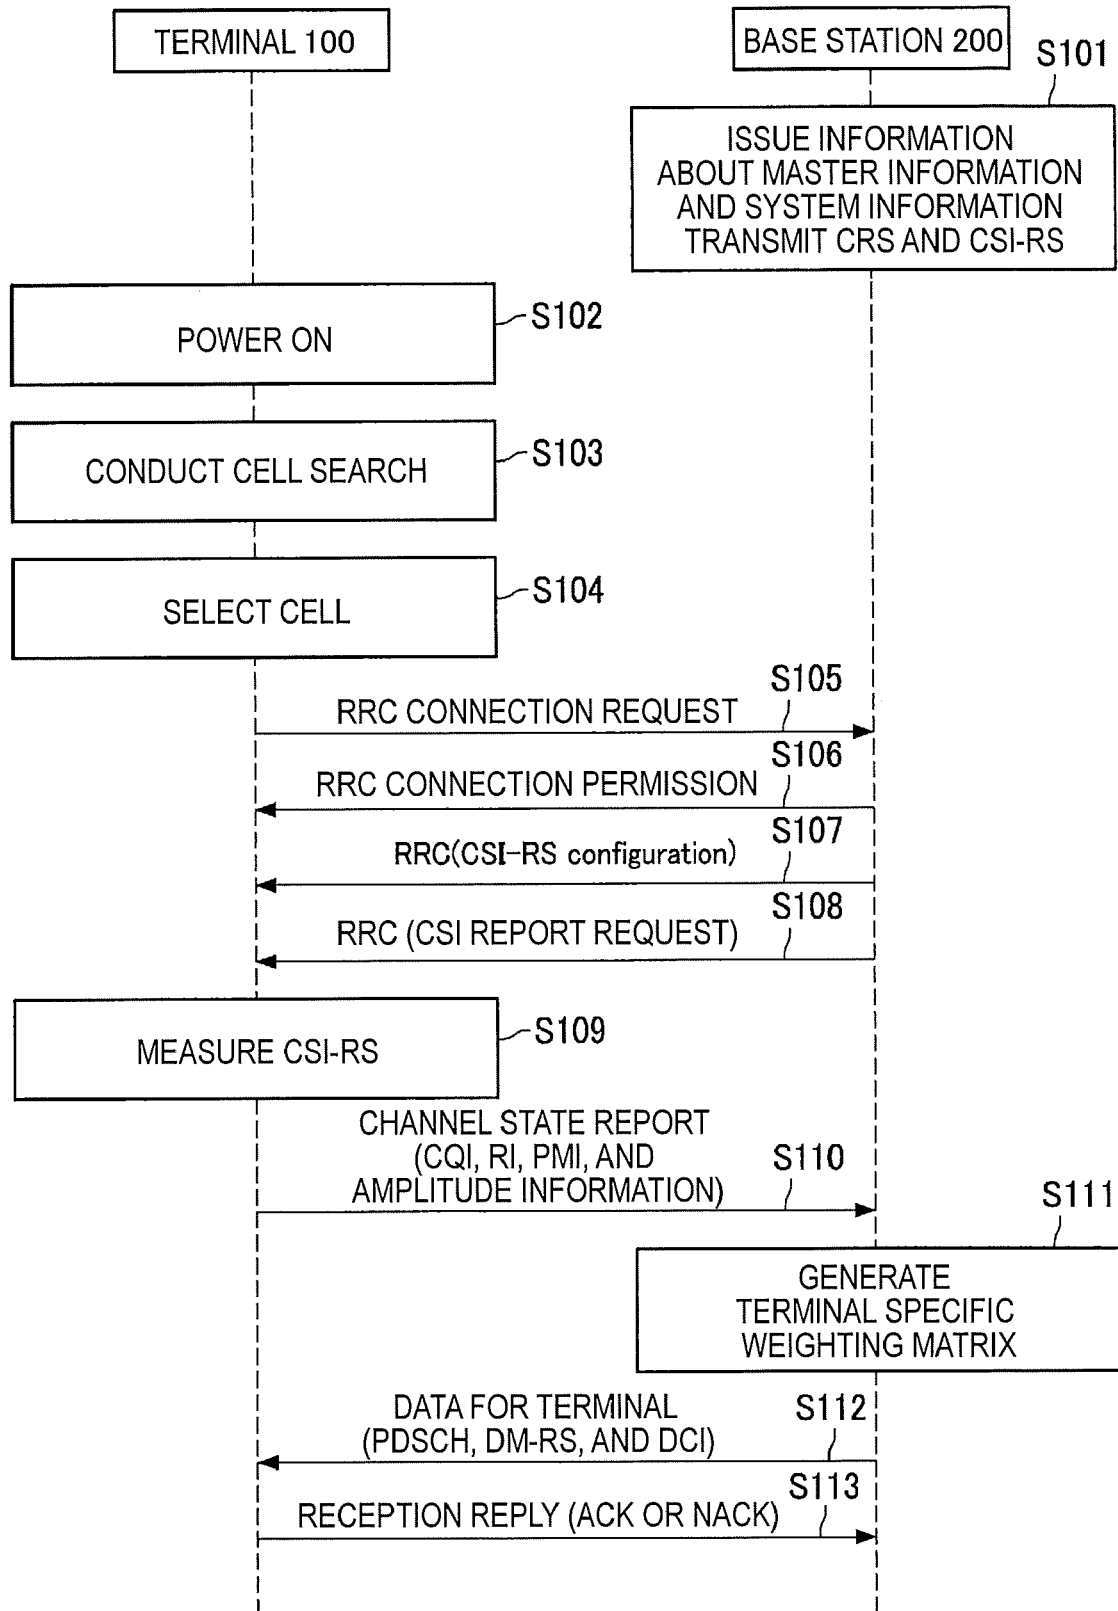 TERMINAL 100
BASE STATION 200
S101
ISSUE INFORMATION
ABOUT MASTER INFORMATION
AND SYSTEM INFORMATION
TRANSMIT CRS AND CSI-RS
POWER ON
S102
CONDUCT CELL SEARCH
S103
SELECT CELL
S104
S105
RRC CONNECTION REQUEST
S106
RRC CONNECTION PERMISSION
S107
RRC(CSI-RS configuration)
S108
RRC (CSI REPORT REQUEST)
MEASURE CSI-RS
S109
CHANNEL STATE REPORT
(CQI, RI, PMI, AND
AMPLITUDE INFORMATION)
S110
S111
GENERATE
TERMINAL SPECIFIC
WEIGHTING MATRIX
DATA FOR TERMINAL
(PDSCH, DM-RS, AND DCI)
S112
S113
RECEPTION REPLY (ACK OR NACK)